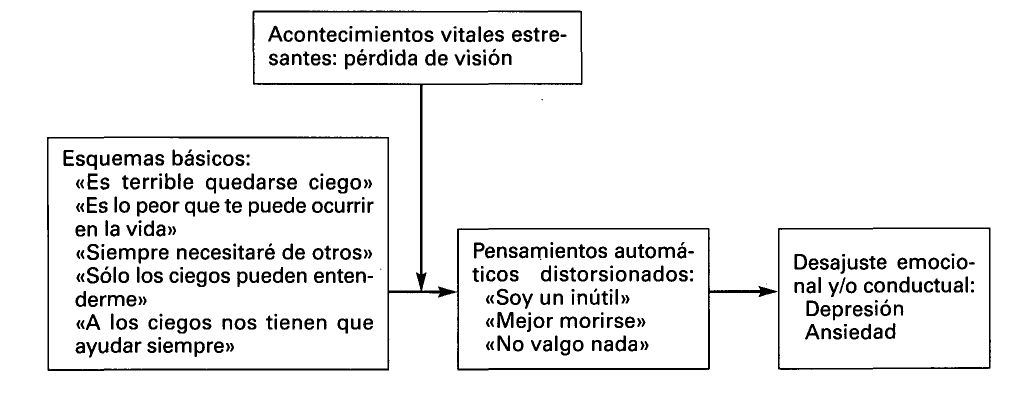 Acontecimientos vitales estre-
santes: pérdida de visión
Esquemas básicos:
«Es terrible quedarse ciego»
«Es lo peor que te puede ocurrir
en la vida»
«Siempre necesitaré de otros»
«Sólo los ciegos pueden enten-
derme»
«A los ciegos nos tienen que
ayudar siempre»
Pensamientos automá-
ticos distorsionados:
«Soy un inútil»
«Mejor morirse»
«No valgo nada»
Desajuste emocio-
nal y/o conductual:
Depresión
Ansiedad